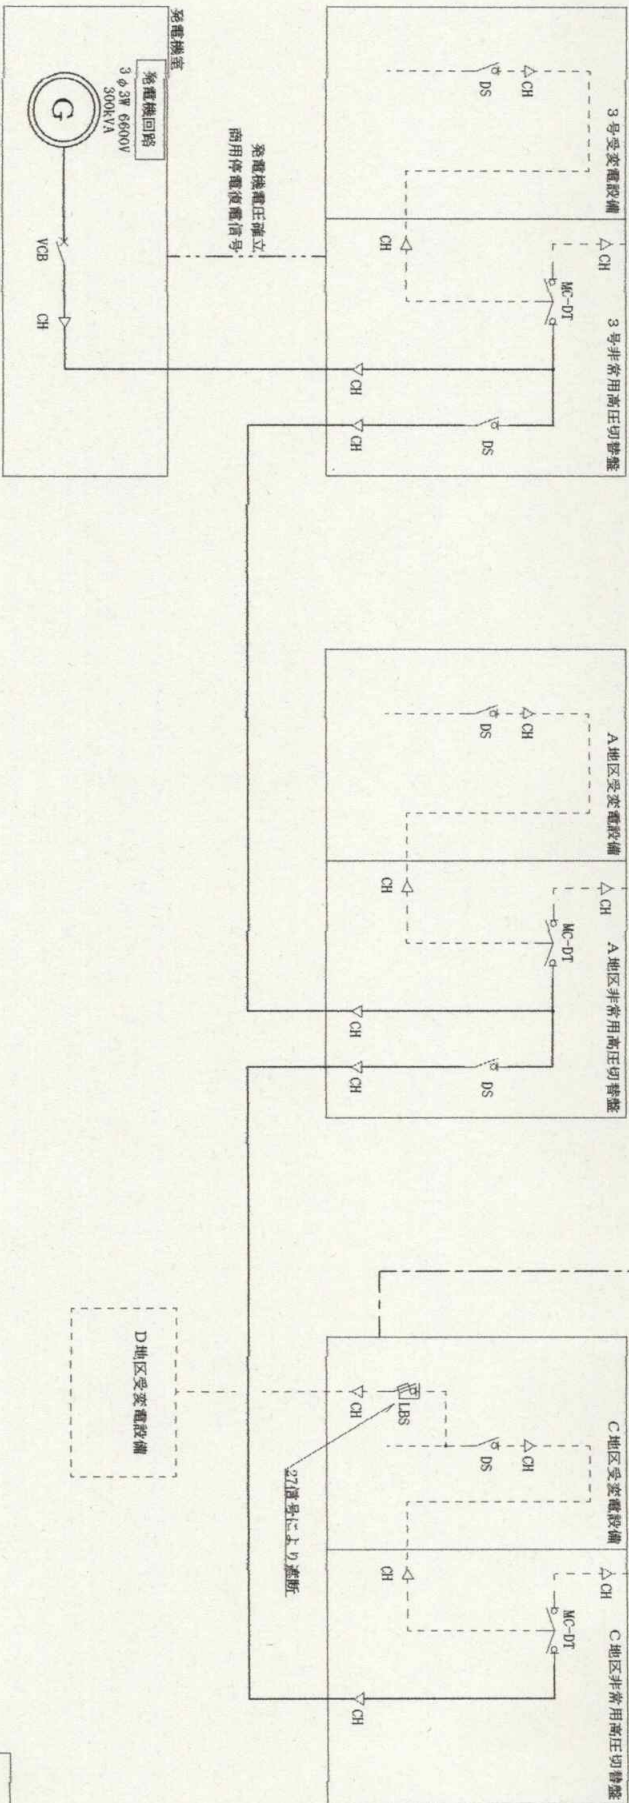 3号受変電設備
3号非常用高圧切替盤
CH
DS
CH
CH
MC-DT
DS
CH
CH
発電機電圧確立
商用停電復電信号
発電機室
発電機回路
3φ3W 6600V
300kVA
G
VCB
CH
A地区受変電設備
A地区非常用高圧切替盤
CH
DS
CH
CH
MC-DT
DS
CH
CH
C地区受変電設備
C地区非常用高圧切替盤
CH
DS
LBS
CH
CH
CH
MC-DT
CH
27信号により遮断
D地区受変電設備